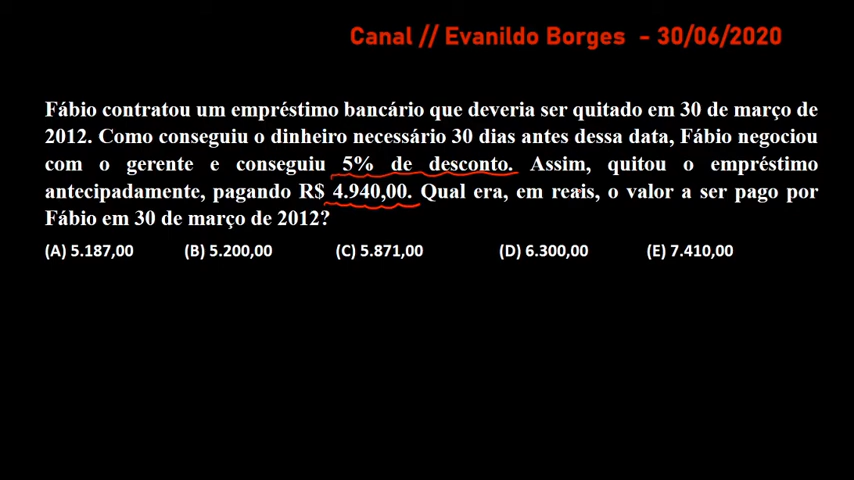 Canal // Evanildo Borges - 30/06/2020
Fábio contratou um empréstimo bancário que deveria ser quitado em 30 de março de
2012. Como conseguiu o dinheiro necessário 30 dias antes dessa data, Fábio negociou
com o gerente e conseguiu 5% de desconto. Assim, quitou o empréstimo
antecipadamente, pagando R$ 4.940,00. Qual era, em reais, o valor a ser pago por
Fábio em 30 de março de 2012?
(A) 5.187,00 (B) 5.200,00 (C) 5.871,00 (D) 6.300,00 (E) 7.410,00